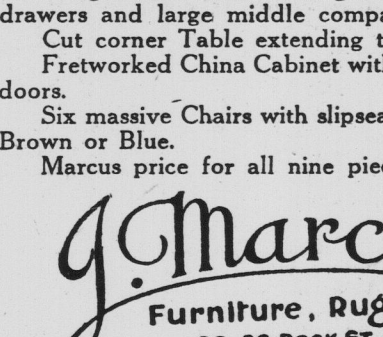 drawers and large middle compa
Cut corner Table extending t
Fretworked China Cabinet wit
doors.
Six massive Chairs with slipsea
Brown or Blue.
Marcus price for all nine pie
J. Marc
Furniture, Rug